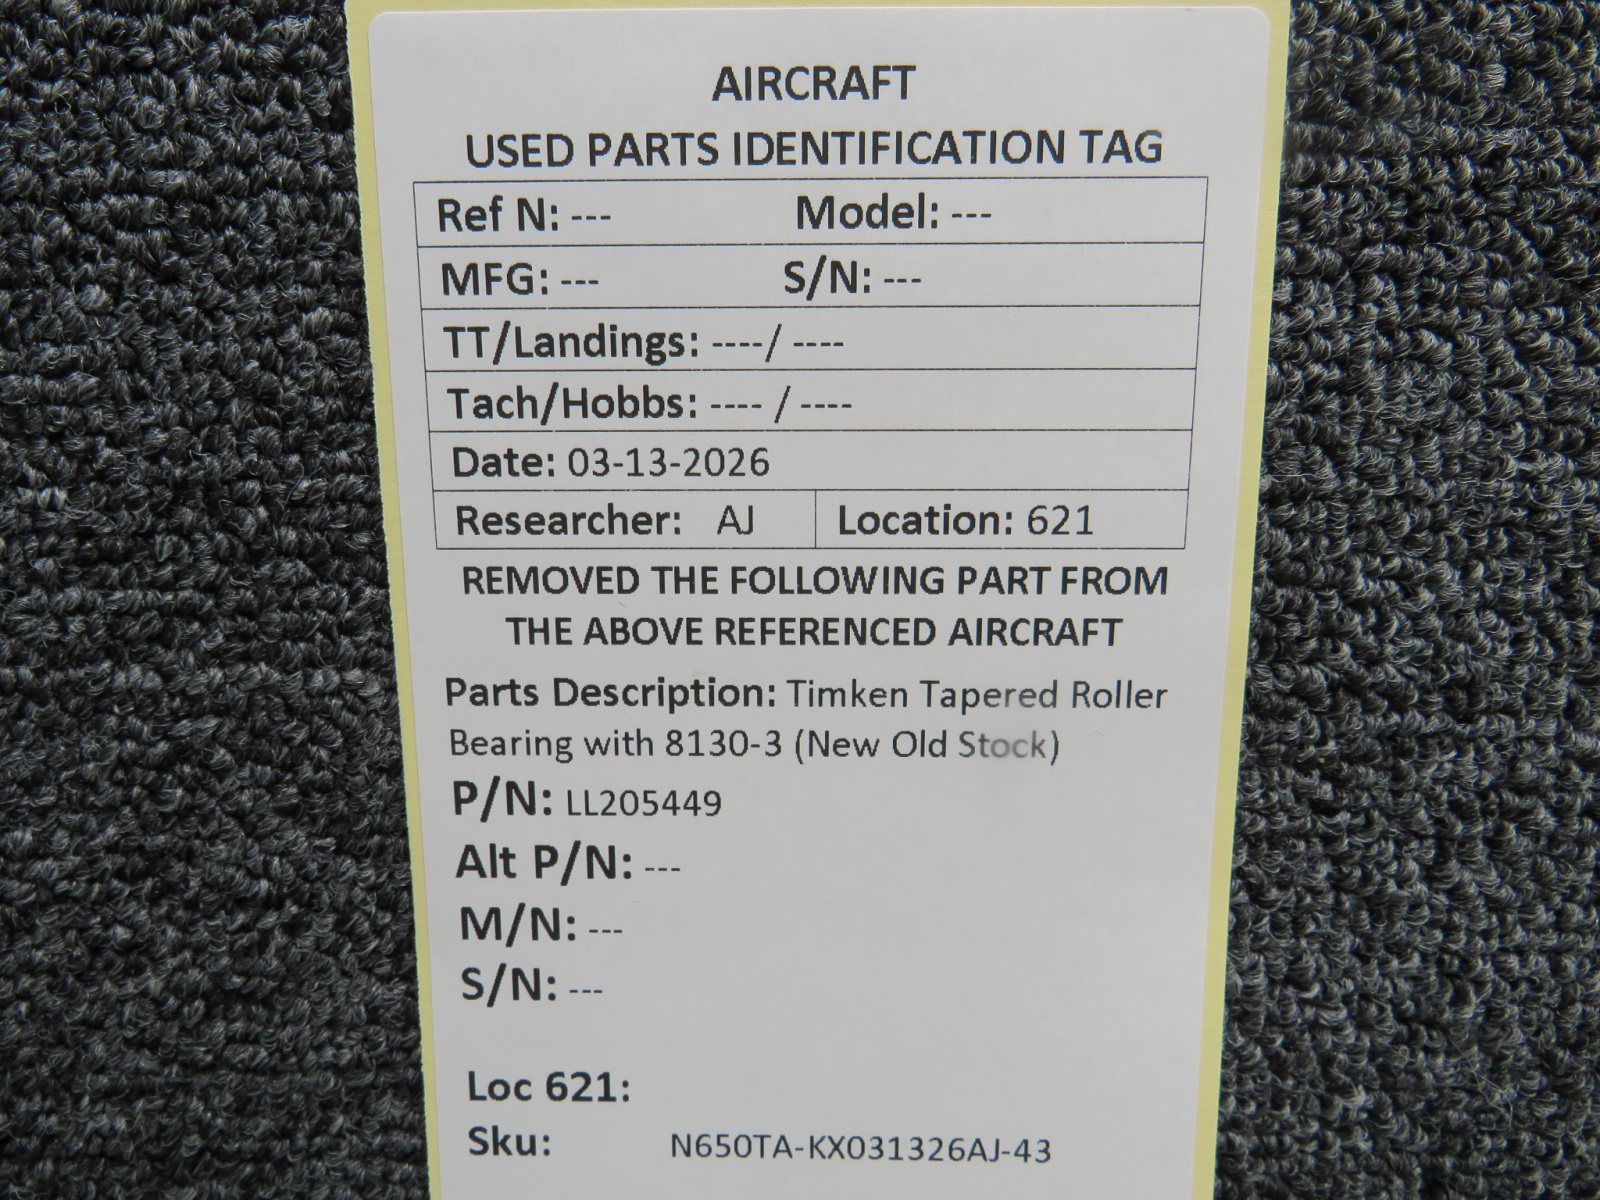 AIRCRAFT
USED PARTS IDENTIFICATION TAG
Ref N: --- Model: ---
MFG: --- S/N: ---
TT/Landings: ----/ ----
Tach/Hobbs: ---- / ----
Date: 03-13-2026
Researcher: AJ Location: 621
REMOVED THE FOLLOWING PART FROM
THE ABOVE REFERENCED AIRCRAFT
Parts Description: Timken Tapered Roller
Bearing with 8130-3 (New Old Stock)
P/N: LL205449
Alt P/N: ---
M/N: ---
S/N: ---
Loc 621:
Sku: N650TA-KX031326AJ-43